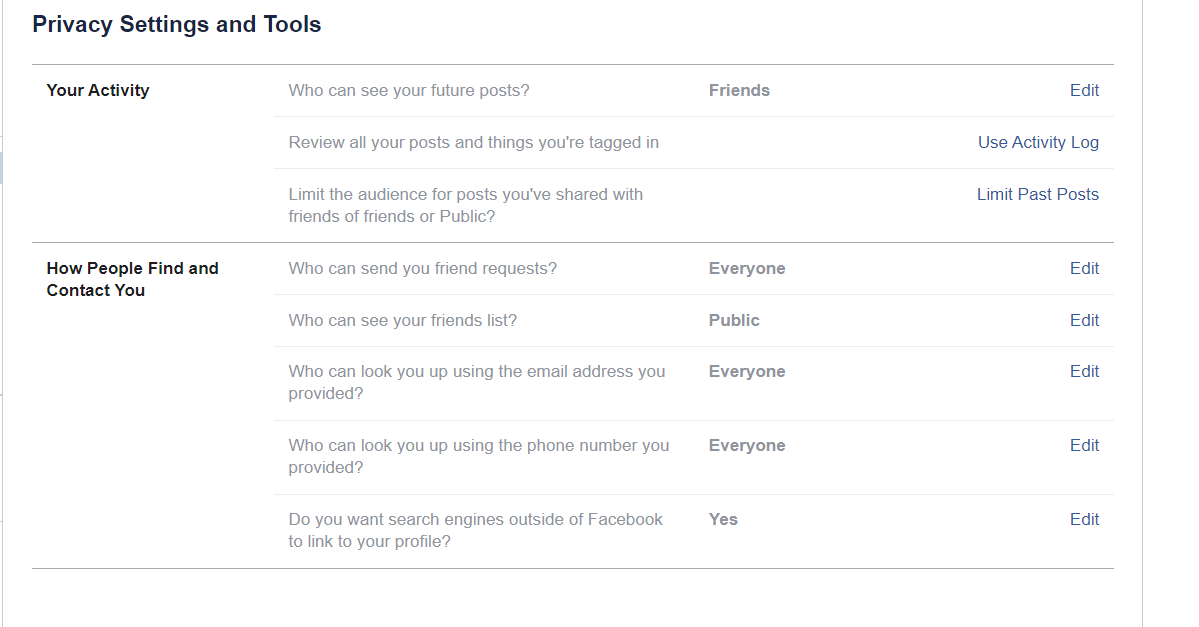 Privacy Settings and Tools
Your Activity
Who can see your future posts?
Friends
Edit
Review all your posts and things you're tagged in
Use Activity Log
Limit the audience for posts you've shared with
friends of friends or Public?
Limit Past Posts
How People Find and
Contact You
Who can send you friend requests?
Everyone
Edit
Who can see your friends list?
Public
Edit
Who can look you up using the email address you
provided?
Everyone
Edit
Who can look you up using the phone number you
provided?
Everyone
Edit
Do you want search engines outside of Facebook
to link to your profile?
Yes
Edit